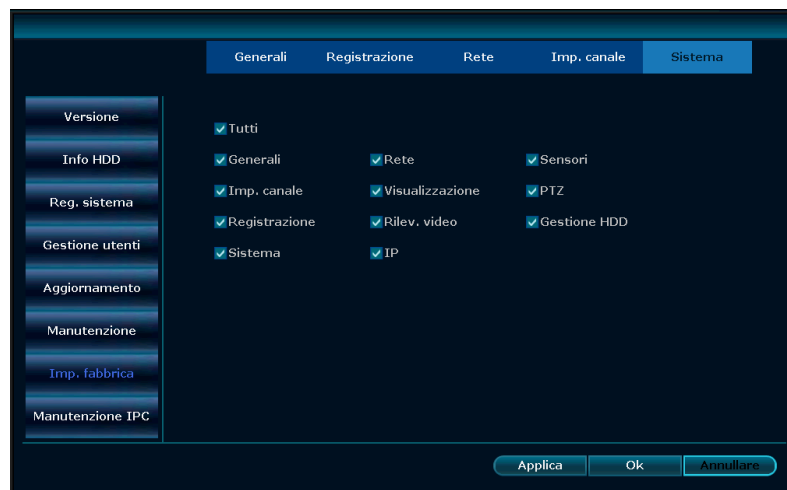 Generali Registrazione Rete Imp. canale Sistema
Versione
Info HDD
Reg. sistema
Gestione utenti
Aggiornamento
Manutenzione
Imp. fabbrica
Manutenzione IPC
Tutti
Generali Rete Sensori
Imp. canale Visualizzazione PTZ
Registrazione Rilev. video Gestione HDD
Sistema IP
Applica Ok Annullare